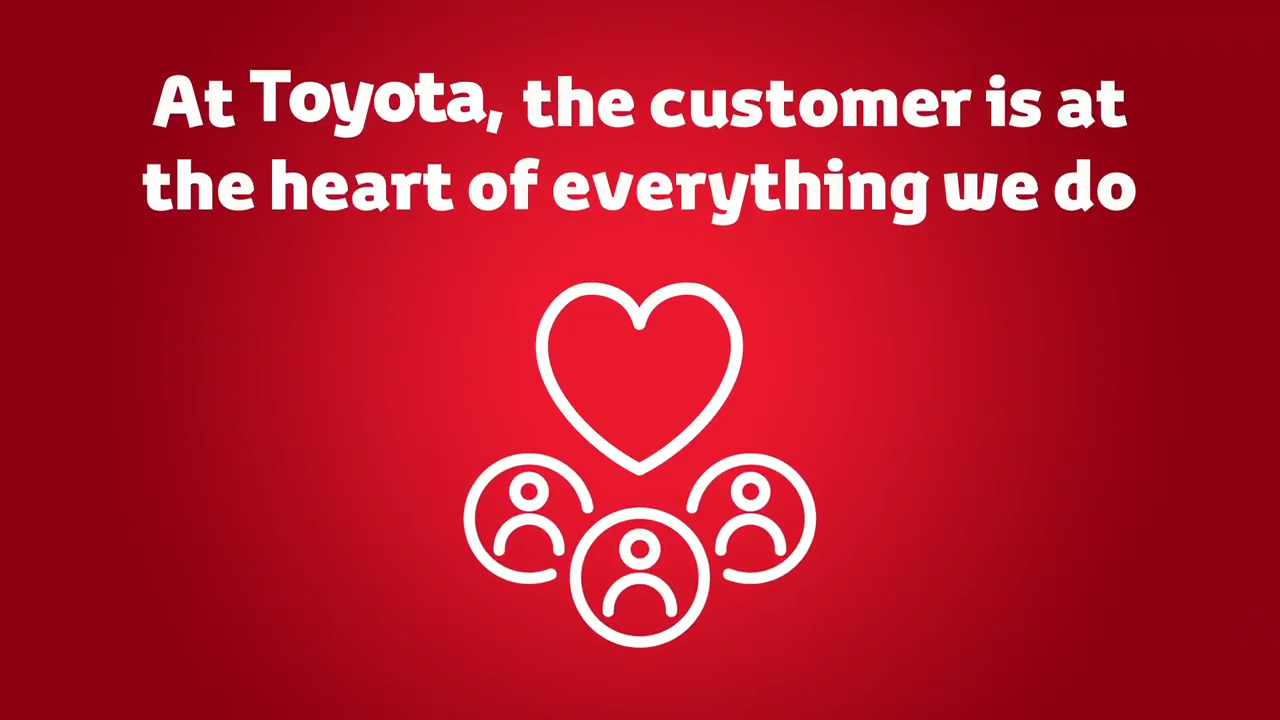 At Toyota, the customer is at
the heart of everything we do